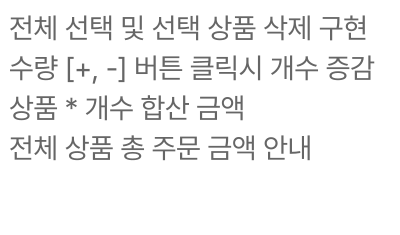 전체 선택 및 선택 상품 삭제 구현
수량 [+, -] 버튼 클릭시 개수 증감
상품 * 개수 합산 금액
전체 상품 총 주문 금액 안내